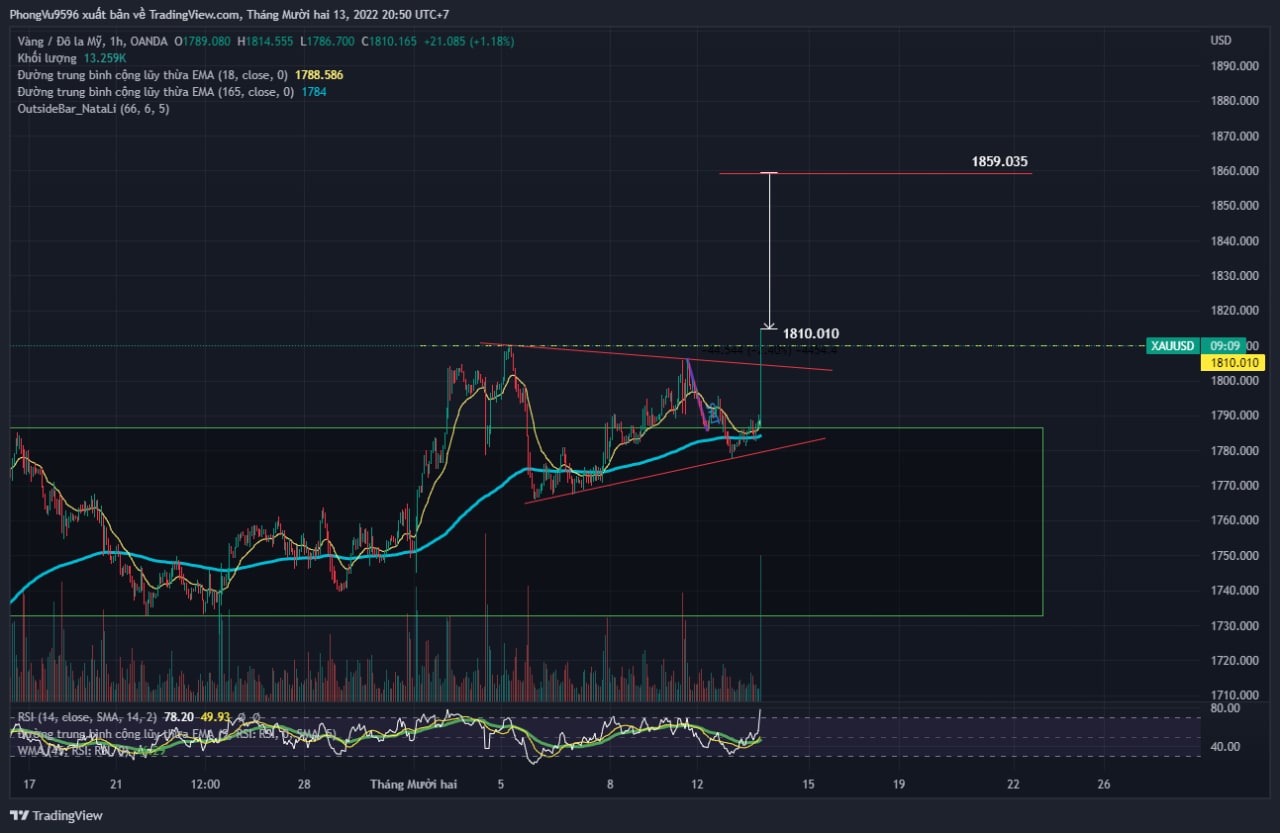 PhongVu9596 xuất bản về TradingView.com, Tháng Mười hai 13, 2022 20:50 UTC+7
Vàng / Đô la Mỹ, 1h, OANDA O1789.080 H1814.555 L1786.700 C1810.165 +21.085 (+1.18%)
Khối lượng 13.259K
Đường trung bình cộng lũy thừa EMA (18, close, 0) 1788.586
Đường trung bình cộng lũy thừa EMA (165, close, 0) 1784
OutsideBar_NataLi (66, 6, 5)
USD
1890.000
1880.000
1870.000
1859.035
1860.000
1850.000
1840.000
1830.000
1820.000
1810.010
XAUUSD 09:09
1810.010
1800.000
1790.000
1780.000
1770.000
1760.000
1750.000
1740.000
1730.000
1720.000
1710.000
RSI (14, close, SMA, 14, 2) 78.20 49.93 ∅ ∅
80.00
Đường trung bình cộng lũy thừa EMA RSI:
WMA RSI:
40.00
17 21 12:00 28 Tháng Mười hai 5 8 12 15 19 22 26
TradingView